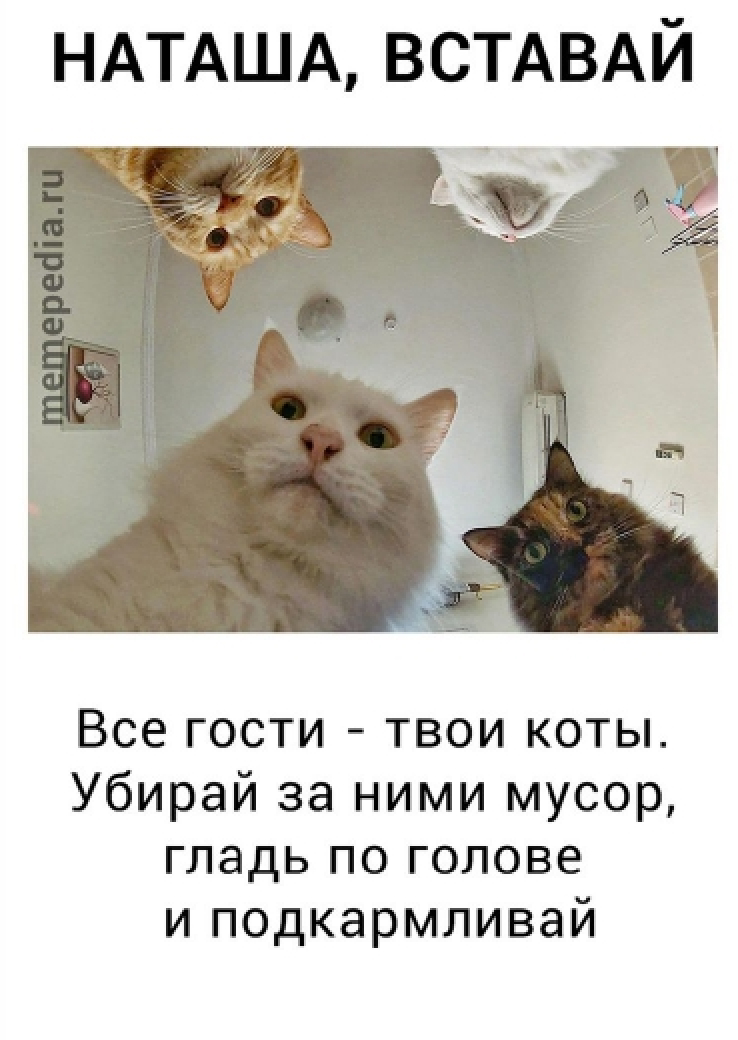 НАТАША, ВСТАВАЙ
memepedia.ru
Все гости - твои коты.
Убирай за ними мусор,
гладь по голове
и подкармливай